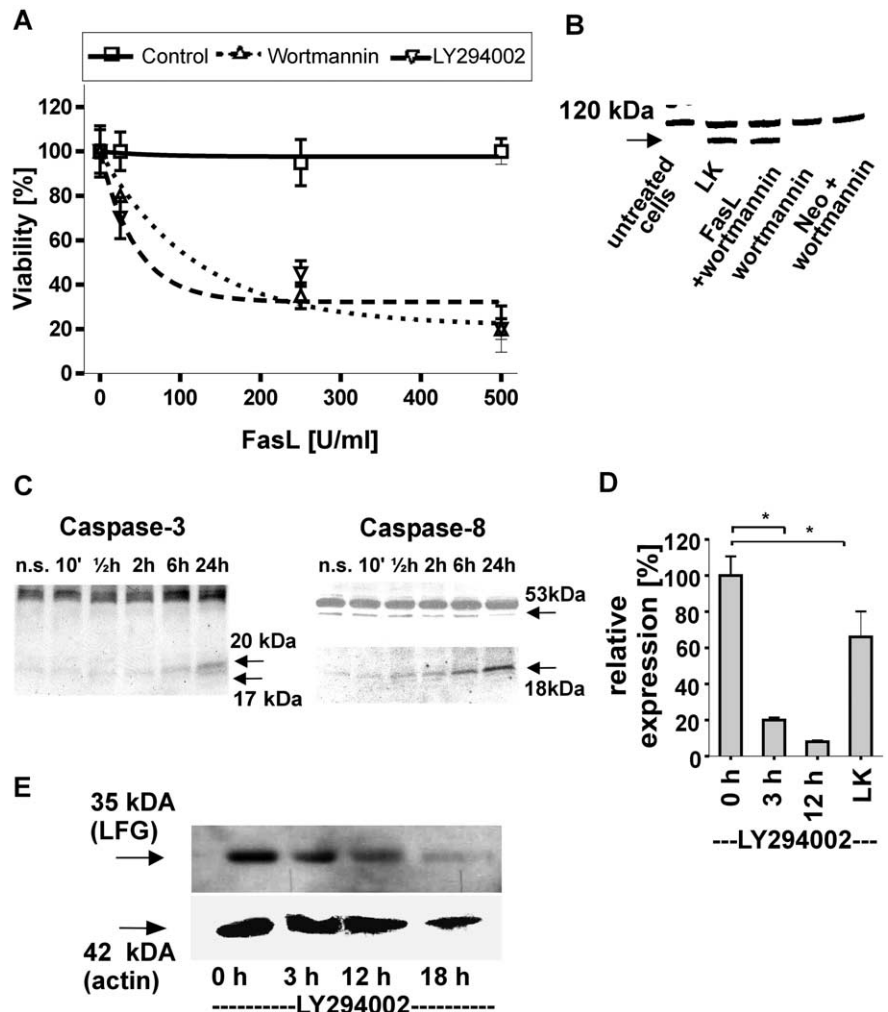 A
Control Wortmannin LY294002
120
100
80
60
40
20
0
Viability [%]
0 100 200 300 400 500
FasL [U/ml]
B
120 kDa
untreated cells
LK
FasL +wortmannin
wortmannin
Neo + wortmannin
C
Caspase-3
n.s. 10' ½h 2h 6h 24h
20 kDa
17 kDa
Caspase-8
n.s. 10' ½h 2h 6h 24h
53kDa
18kDa
D
* 
*
relative expression [%]
120
100
80
60
40
20
0
0 h
3 h
12 h
LK
---LY294002---
E
35 kDA
(LFG)
42 kDA
(actin)
0 h 3 h 12 h 18 h
----------LY294002----------